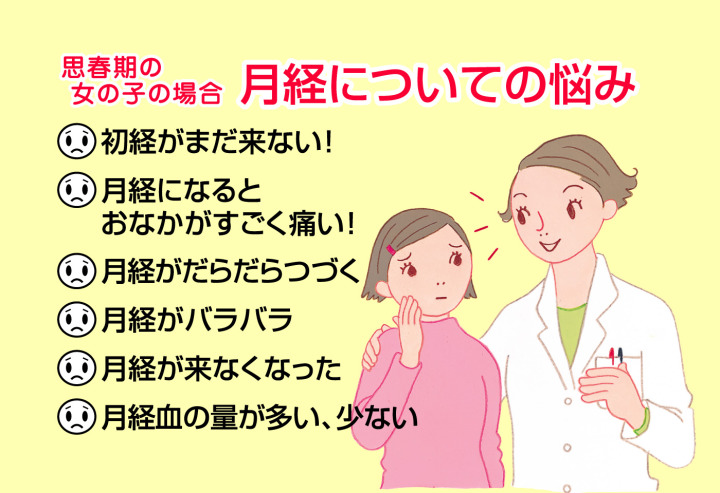 思春期の
女の子の場合
月経についての悩み
初経がまだ来ない!
月経になると
おなかがすごく痛い!
月経がだらだらつづく
月経がバラバラ
月経が来なくなった
月経血の量が多い、少ない